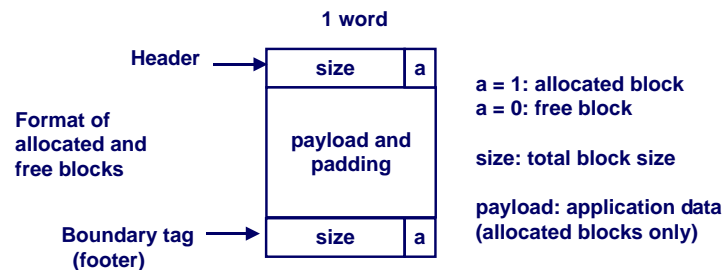 1 word
Header
size
a
a = 1: allocated block
a = 0: free block
Format of
allocated and
free blocks
payload and
padding
size: total block size
payload: application data
(allocated blocks only)
Boundary tag
(footer)
size
a